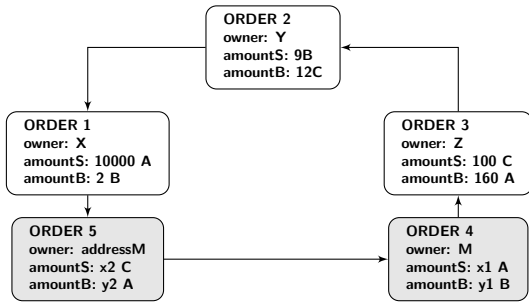 ORDER 2
owner: Y
amountS: 9B
amountB: 12C
ORDER 1
owner: X
amountS: 10000 A
amountB: 2 B
ORDER 3
owner: Z
amountS: 100 C
amountB: 160 A
ORDER 5
owner: addressM
amountS: x2 C
amountB: y2 A
ORDER 4
owner: M
amountS: x1 A
amountB: y1 B